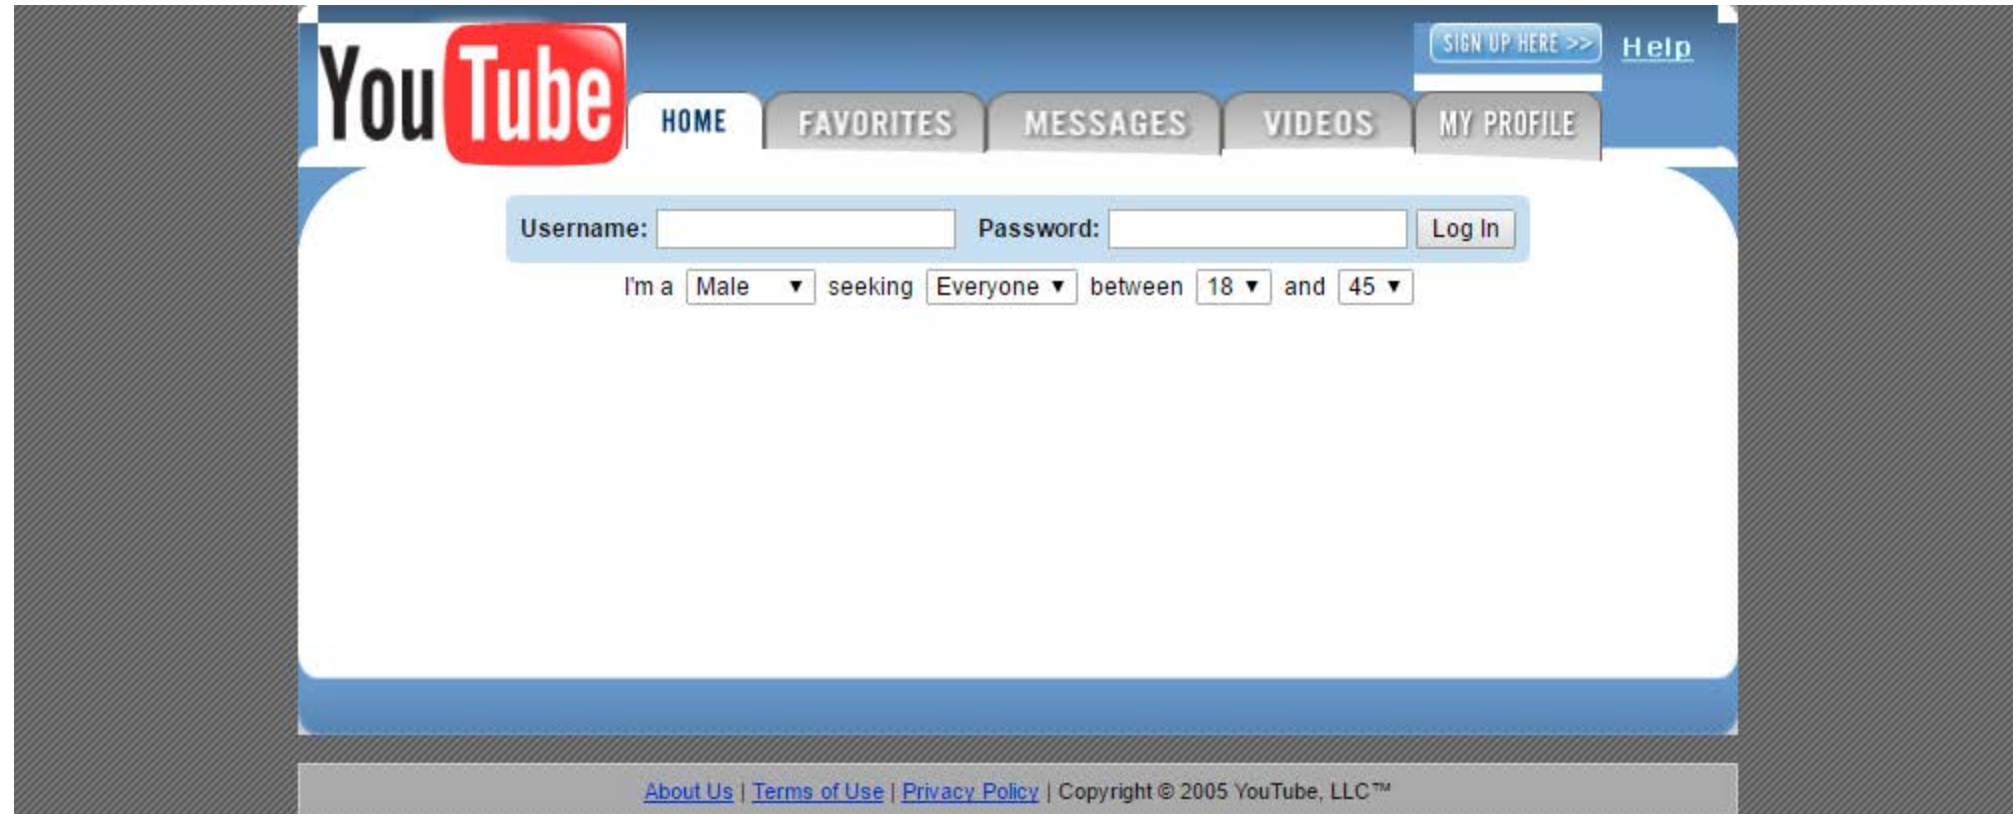 YouTube
SIGN UP HERE >> Help
HOME FAVORITES MESSAGES VIDEOS MY PROFILE
Username: Password: Log In
I'm a Male seeking Everyone between 18 and 45
About Us | Terms of Use | Privacy Policy | Copyright © 2005 YouTube, LLC™